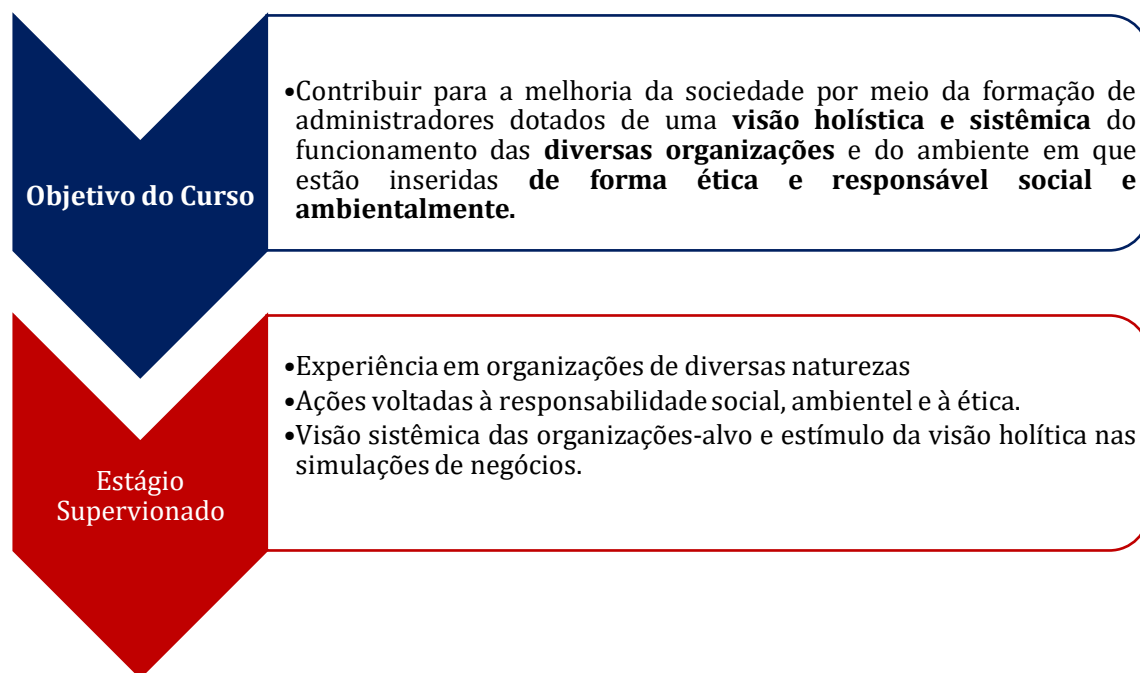 Objetivo do Curso
•Contribuir para a melhoria da sociedade por meio da formação de
administradores dotados de uma visão holística e sistêmica do
funcionamento das diversas organizações e do ambiente em que
estão inseridas de forma ética e responsável social e
ambientalmente.
Estágio
Supervionado
•Experiência em organizações de diversas naturezas
•Ações voltadas à responsabilidade social, ambientel e à ética.
•Visão sistêmica das organizações-alvo e estímulo da visão holítica nas
simulações de negócios.